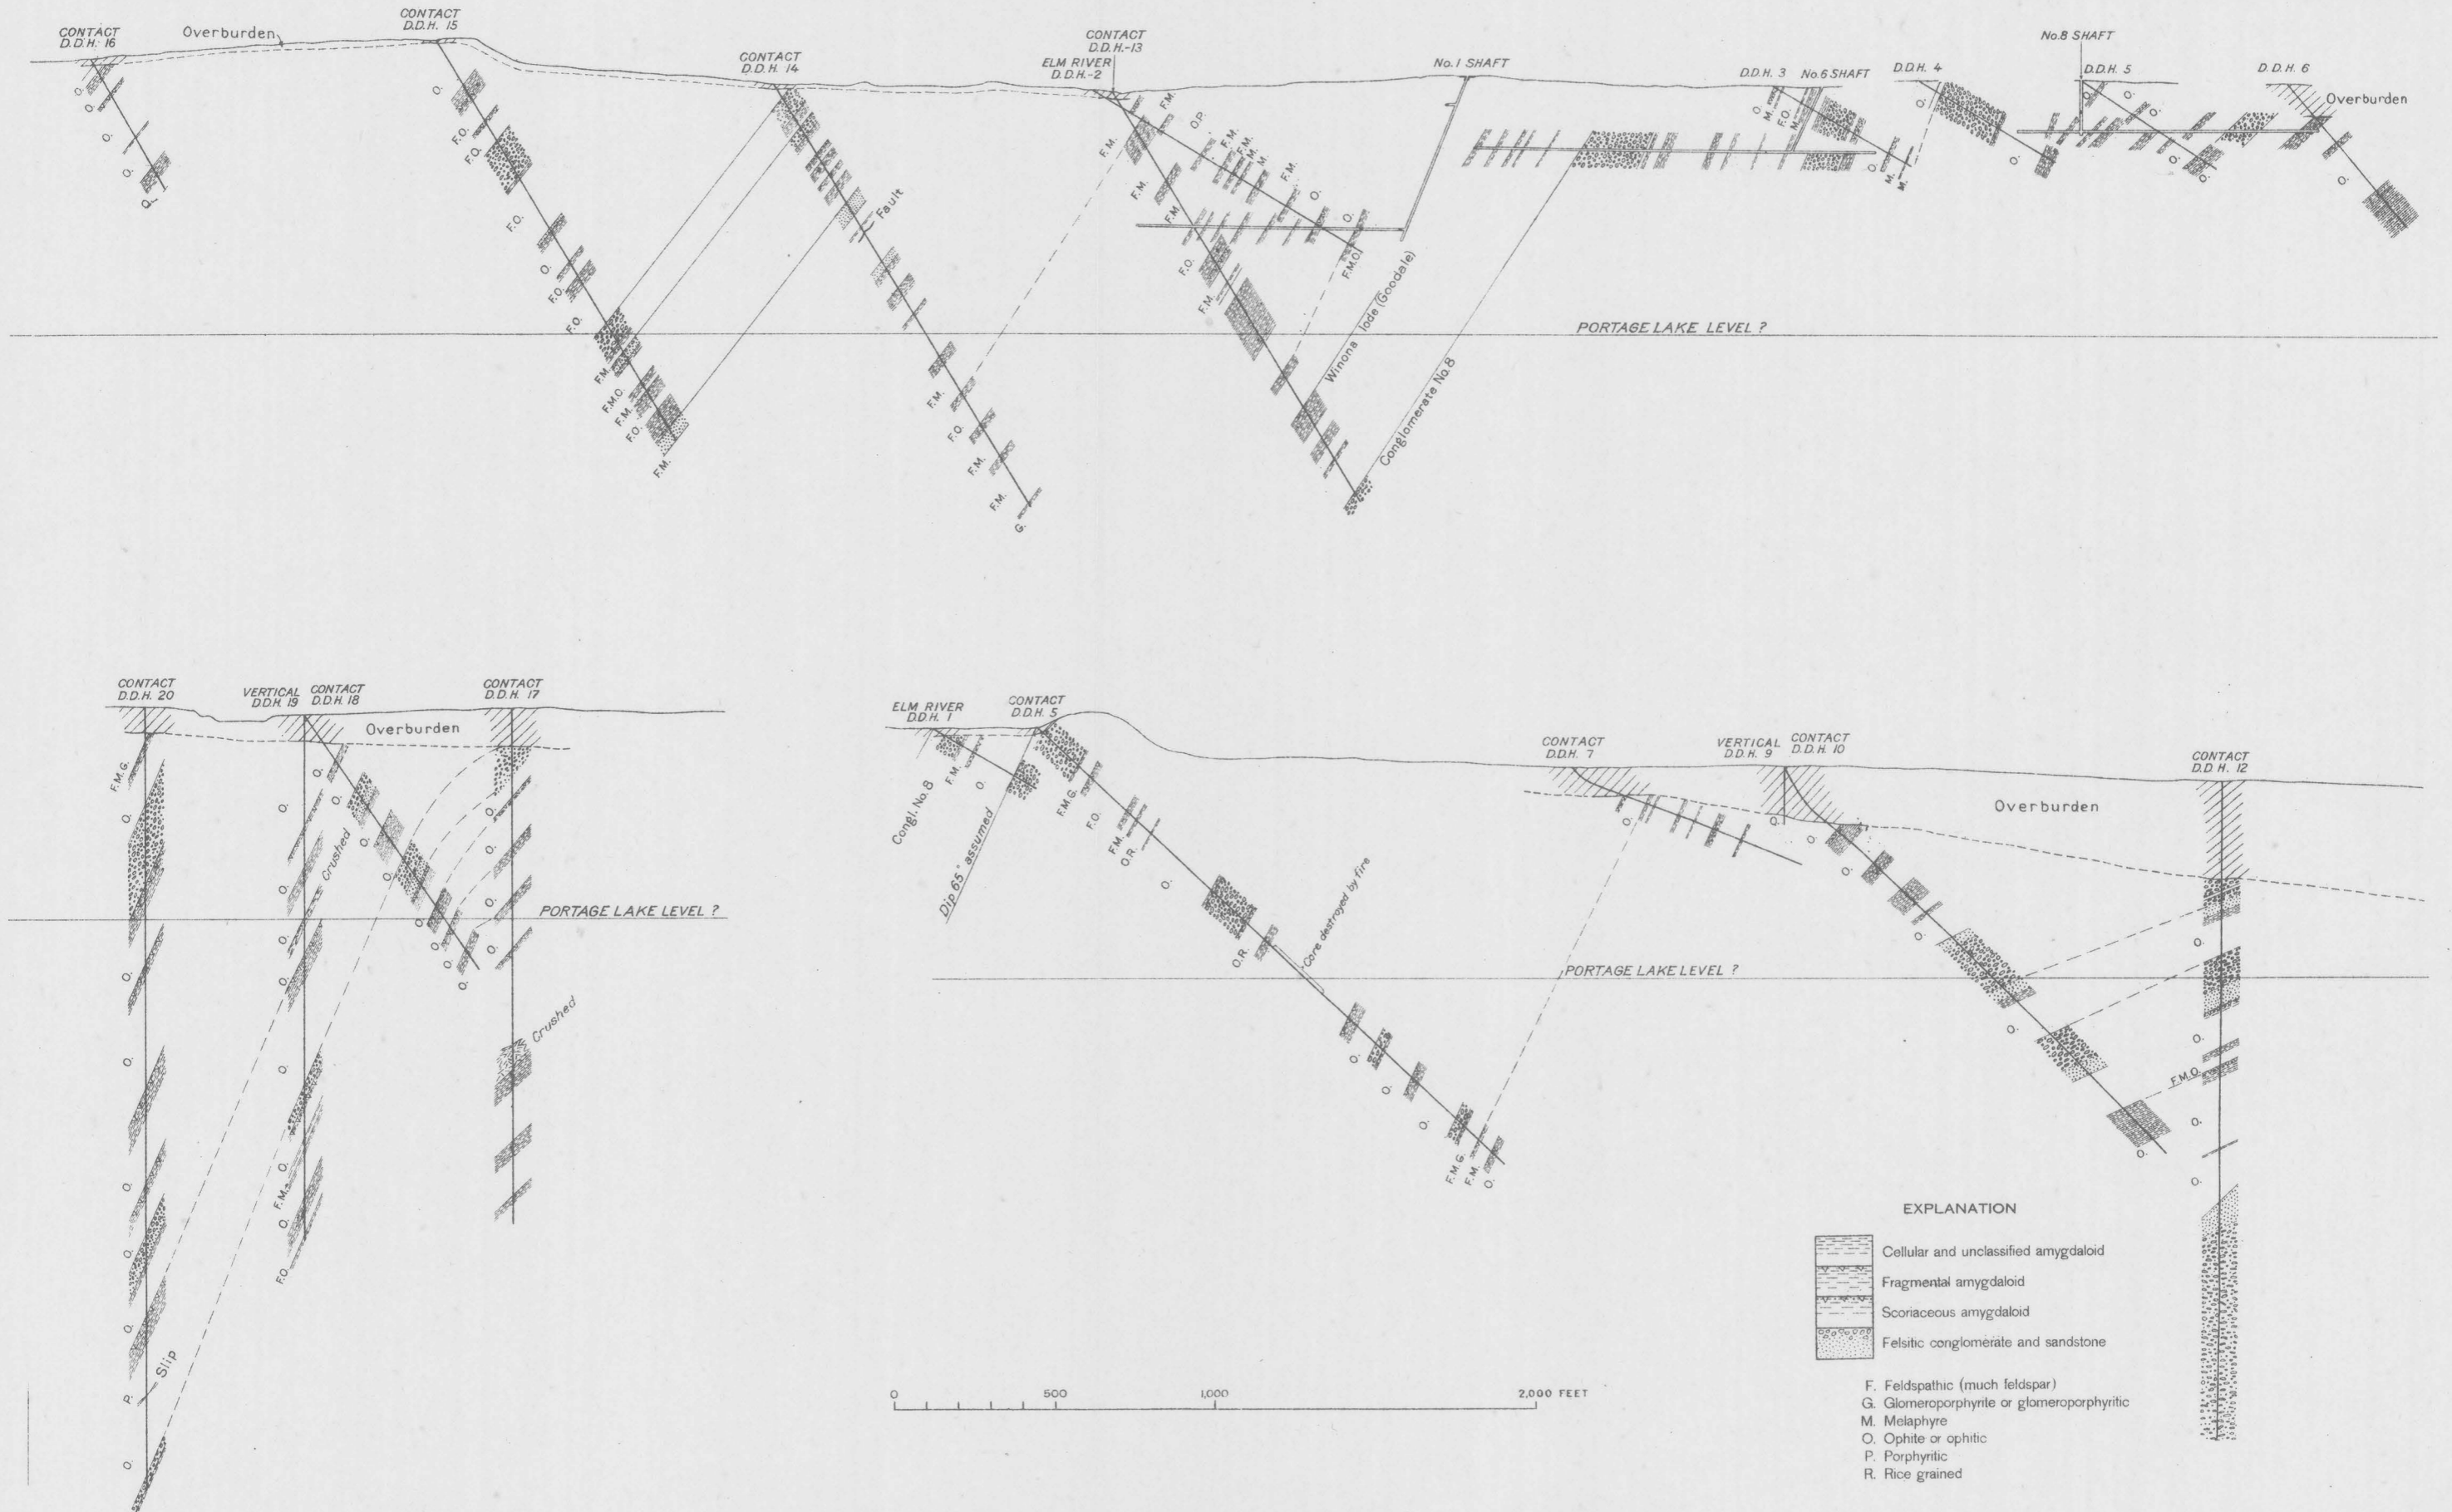 CONTACT
D.D.H. 16
Overburden
CONTACT
D.D.H. 15
CONTACT
D.D.H. 14
CONTACT
D.D.H.-13
ELM RIVER
D.D.H.-2
No. 1 SHAFT
D.D.H. 3
No. 6 SHAFT
D.D.H. 4
No. 8 SHAFT
D.D.H. 5
D.D.H. 6
Overburden
O.
O.
O.
O.
O.
O.
F.O.
F.O.
F.O.
O.
F.O.
F.O.
F.M.
F.M.O.
F.M.
F.O.
F.M.
Fault
F.M.
F.O.
F.M.
F.M.
G.
F.M.
F.M.
O.P.
F.M.
F.M.
M.
M.
F.M.
O.
O.
F.M.O.
F.M.
F.M.
F.O.
F.M.
Winona lode (Goodale)
Conglomerate No. 8
O.
M.
F.O.
M.
O.
M.
M.
O.
O.
O.
O.
O.
O.
O.
O.
PORTAGE LAKE LEVEL ?
CONTACT
D.D.H. 20
VERTICAL
D.D.H. 19
CONTACT
D.D.H. 18
CONTACT
D.D.H. 17
Overburden
F.M.G.
O.
O.
O.
O.
O.
O.
P.
O.
Slip
O.
O.
O.
O.
O.
F.M.
O.
F.O.
Crushed
O.
O.
O.
O.
O.
O.
O.
O.
O.
O.
O.
O.
Crushed
PORTAGE LAKE LEVEL ?
ELM RIVER
D.D.H. 1
CONTACT
D.D.H. 5
CONTACT
D.D.H. 7
VERTICAL
D.D.H. 9
CONTACT
D.D.H. 10
CONTACT
D.D.H. 12
Overburden
Congl. No. 8
F.M.
O.
Dip 65° assumed
F.M.G.
F.O.
F.M.
O.R.
O.
O.R.
Core destroyed by fire
O.
O.
O.
F.M.G.
F.M.
O.
O.
O.
O.
O.
O.
O.
O.
O.
O.
F.M.O.
O.
O.
PORTAGE LAKE LEVEL ?
EXPLANATION
Cellular and unclassified amygdaloid
Fragmental amygdaloid
Scoriaceous amygdaloid
Felsitic conglomerate and sandstone
F. Feldspathic (much feldspar)
G. Glomeroporphyrite or glomeroporphyritic
M. Melaphyre
O. Ophite or ophitic
P. Porphyritic
R. Rice grained
0 500 1,000 2,000 FEET